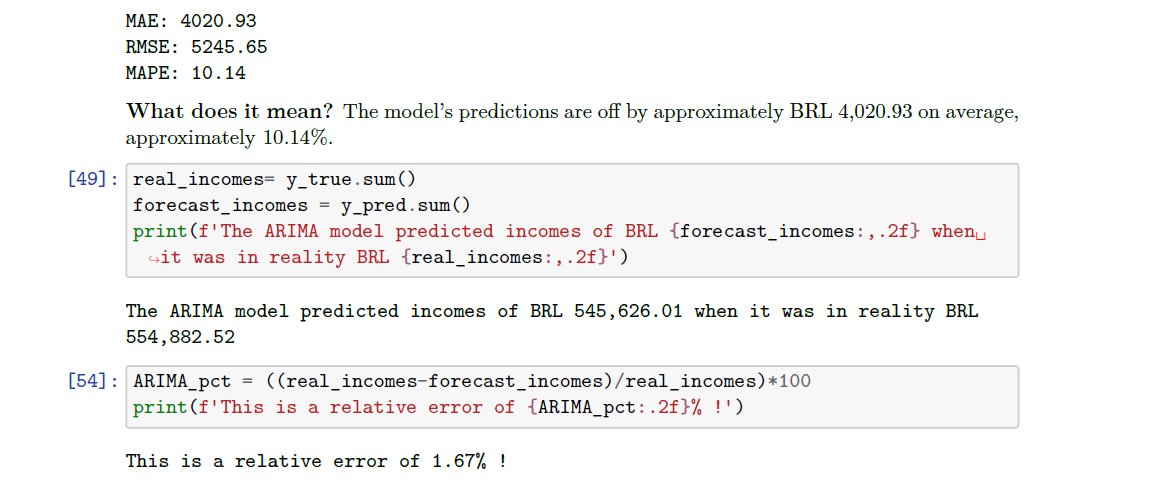 MAE: 4020.93
RMSE: 5245.65
MAPE: 10.14
What does it mean? The model's predictions are off by approximately BRL 4,020.93 on average,
approximately 10.14%.
[49]: real_incomes= y_true.sum()
forecast_incomes = y_pred.sum()
print(f'The ARIMA model predicted incomes of BRL {forecast_incomes:,.2f} when␣
↪it was in reality BRL {real_incomes:,.2f}')
The ARIMA model predicted incomes of BRL 545,626.01 when it was in reality BRL
554,882.52
[54]: ARIMA_pct = ((real_incomes-forecast_incomes)/real_incomes)*100
print(f'This is a relative error of {ARIMA_pct:.2f}% !')
This is a relative error of 1.67% !